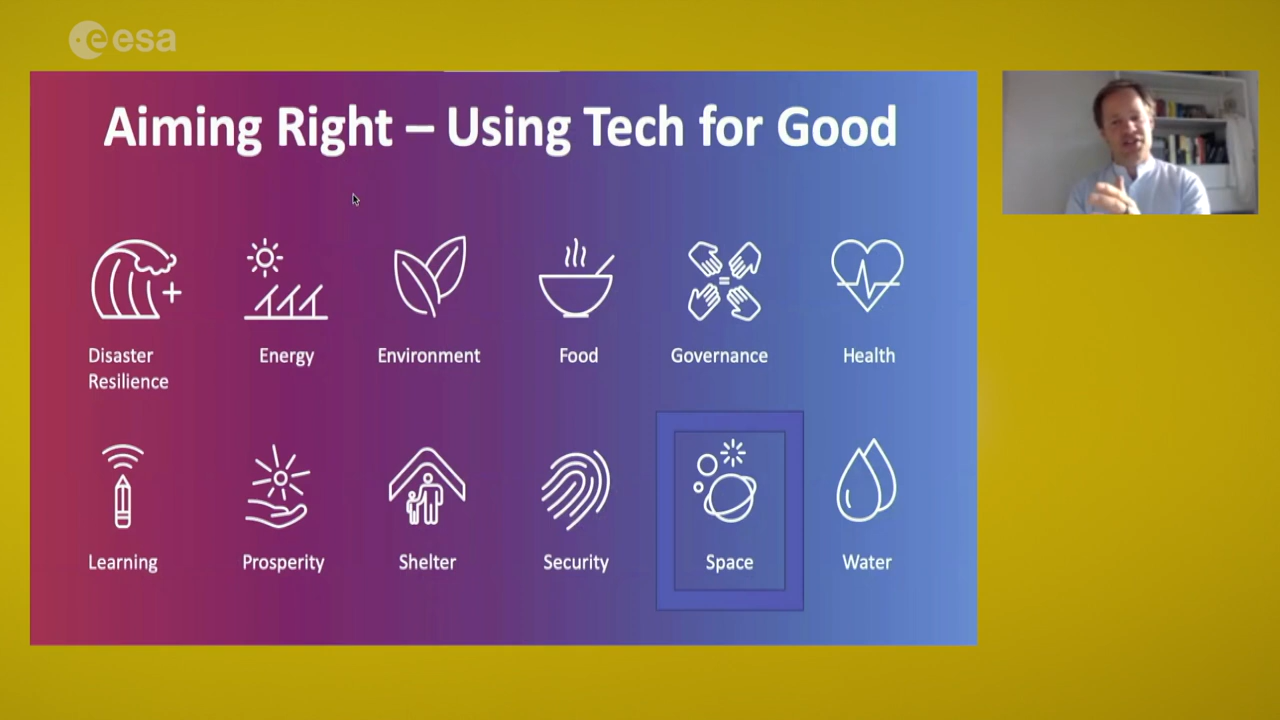 esa
Aiming Right – Using Tech for Good
Disaster
Resilience
Energy
Environment
Food
Governance
Health
Learning
Prosperity
Shelter
Security
Space
Water